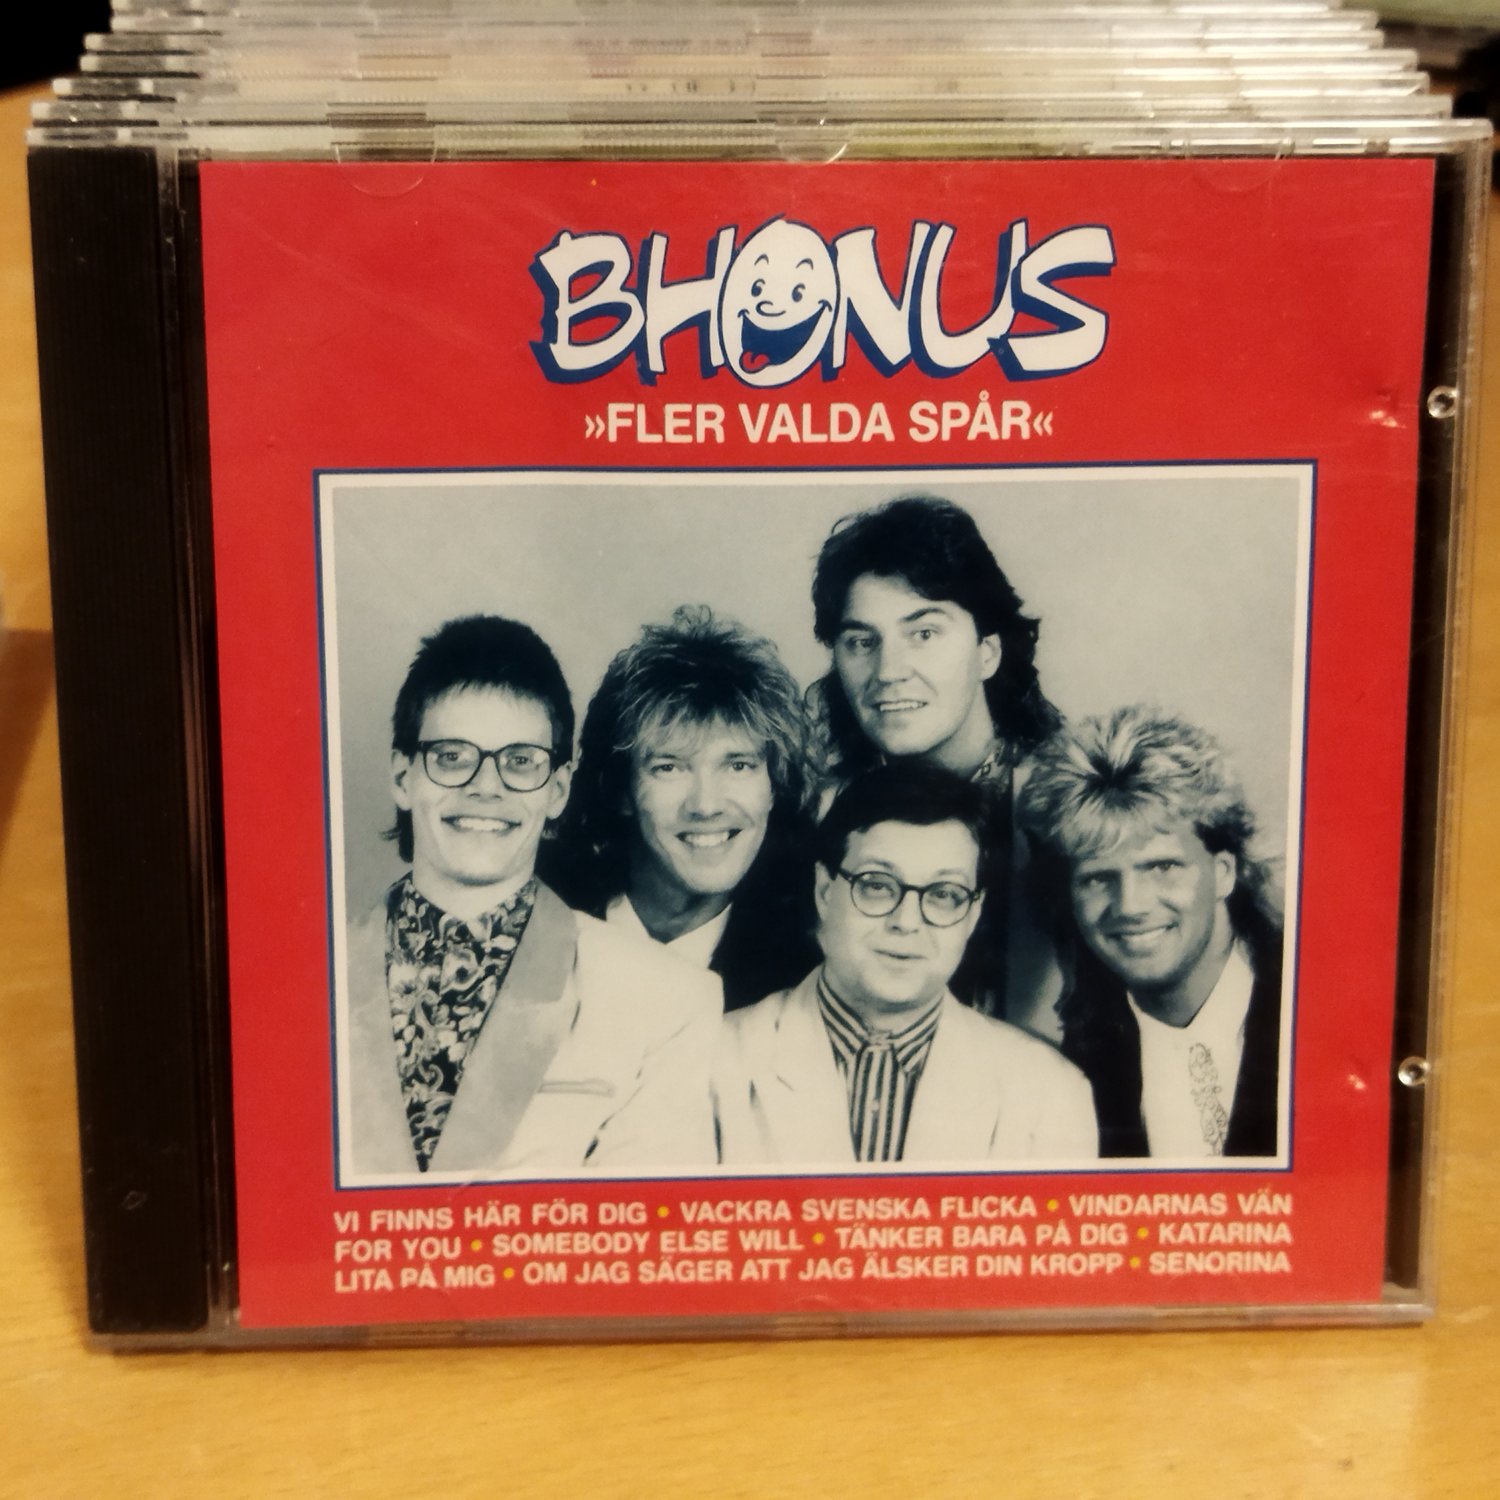 BHONUS
»FLER VALDA SPÅR«
VI FINNS HÄR FÖR DIG • VACKRA SVENSKA FLICKA • VINDARNAS VÄN
FOR YOU • SOMEBODY ELSE WILL • TÄNKER BARA PÅ DIG • KATARINA
LITA PÅ MIG • OM JAG SÄGER ATT JAG ÄLSKER DIN KROPP • SENORINA